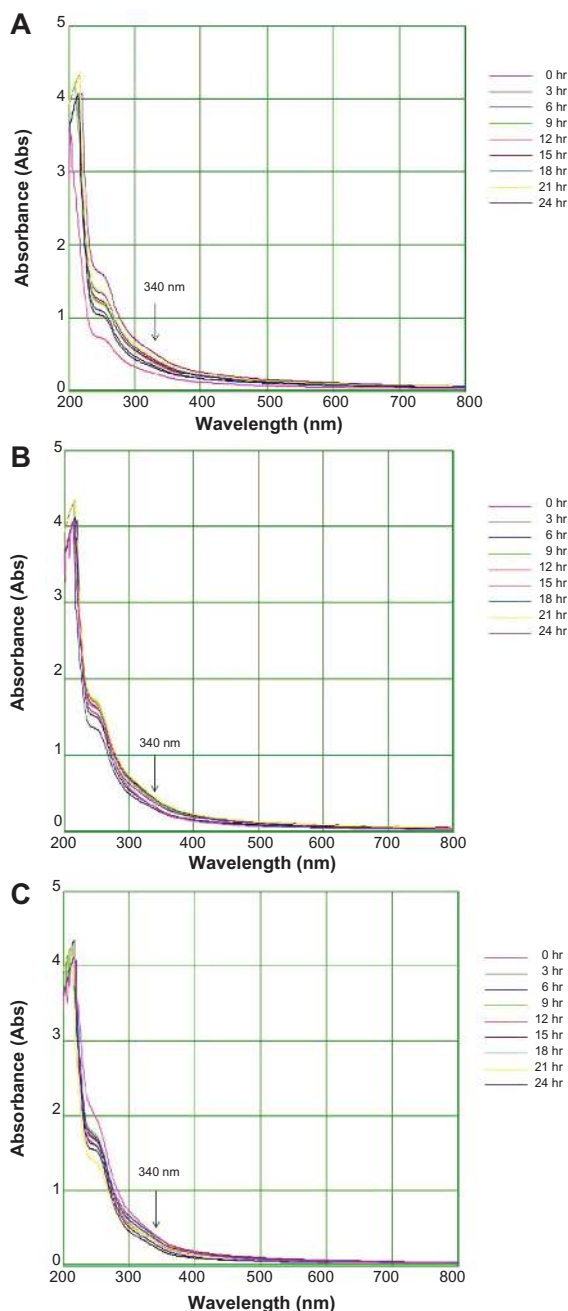 A
Absorbance (Abs)
5
4
3
2
1
0
340 nm
200 300 400 500 600 700 800
Wavelength (nm)
0 hr
3 hr
6 hr
9 hr
12 hr
15 hr
18 hr
21 hr
24 hr
B
Absorbance (Abs)
5
4
3
2
1
0
340 nm
200 300 400 500 600 700 800
Wavelength (nm)
0 hr
3 hr
6 hr
9 hr
12 hr
15 hr
18 hr
21 hr
24 hr
C
Absorbance (Abs)
5
4
3
2
1
0
340 nm
200 300 400 500 600 700 800
Wavelength (nm)
0 hr
3 hr
6 hr
9 hr
12 hr
15 hr
18 hr
21 hr
24 hr